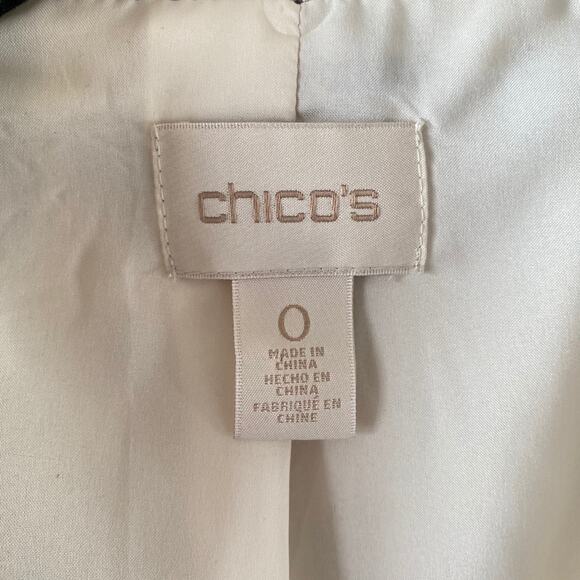 chico's
0
MADE IN
CHINA
HECHO EN
CHINA
FABRIQUÉ EN
CHINE